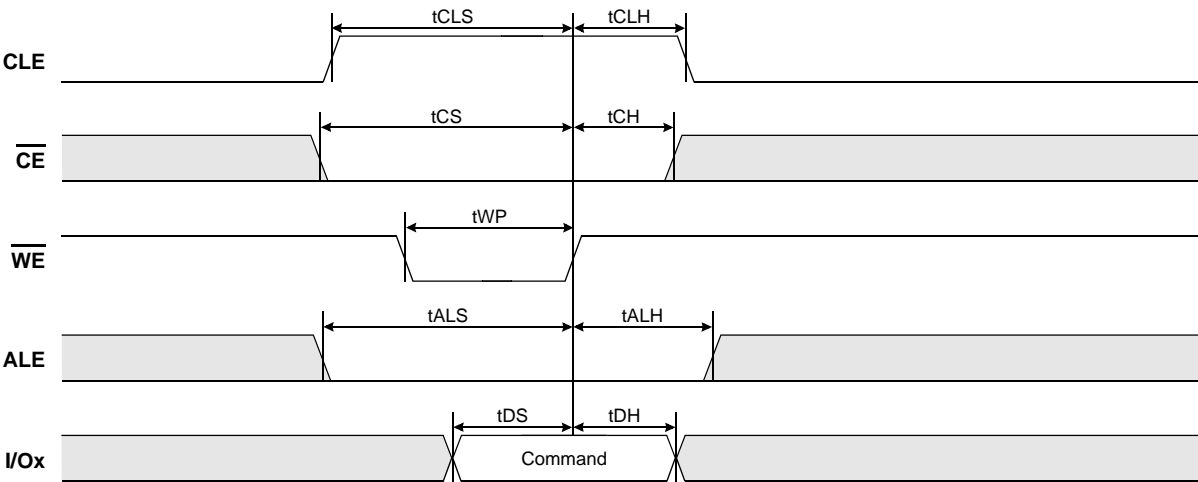 tCLS tCLH
CLE
tCS tCH
CE
tWP
WE
tALS tALH
ALE
tDS tDH
I/Ox Command